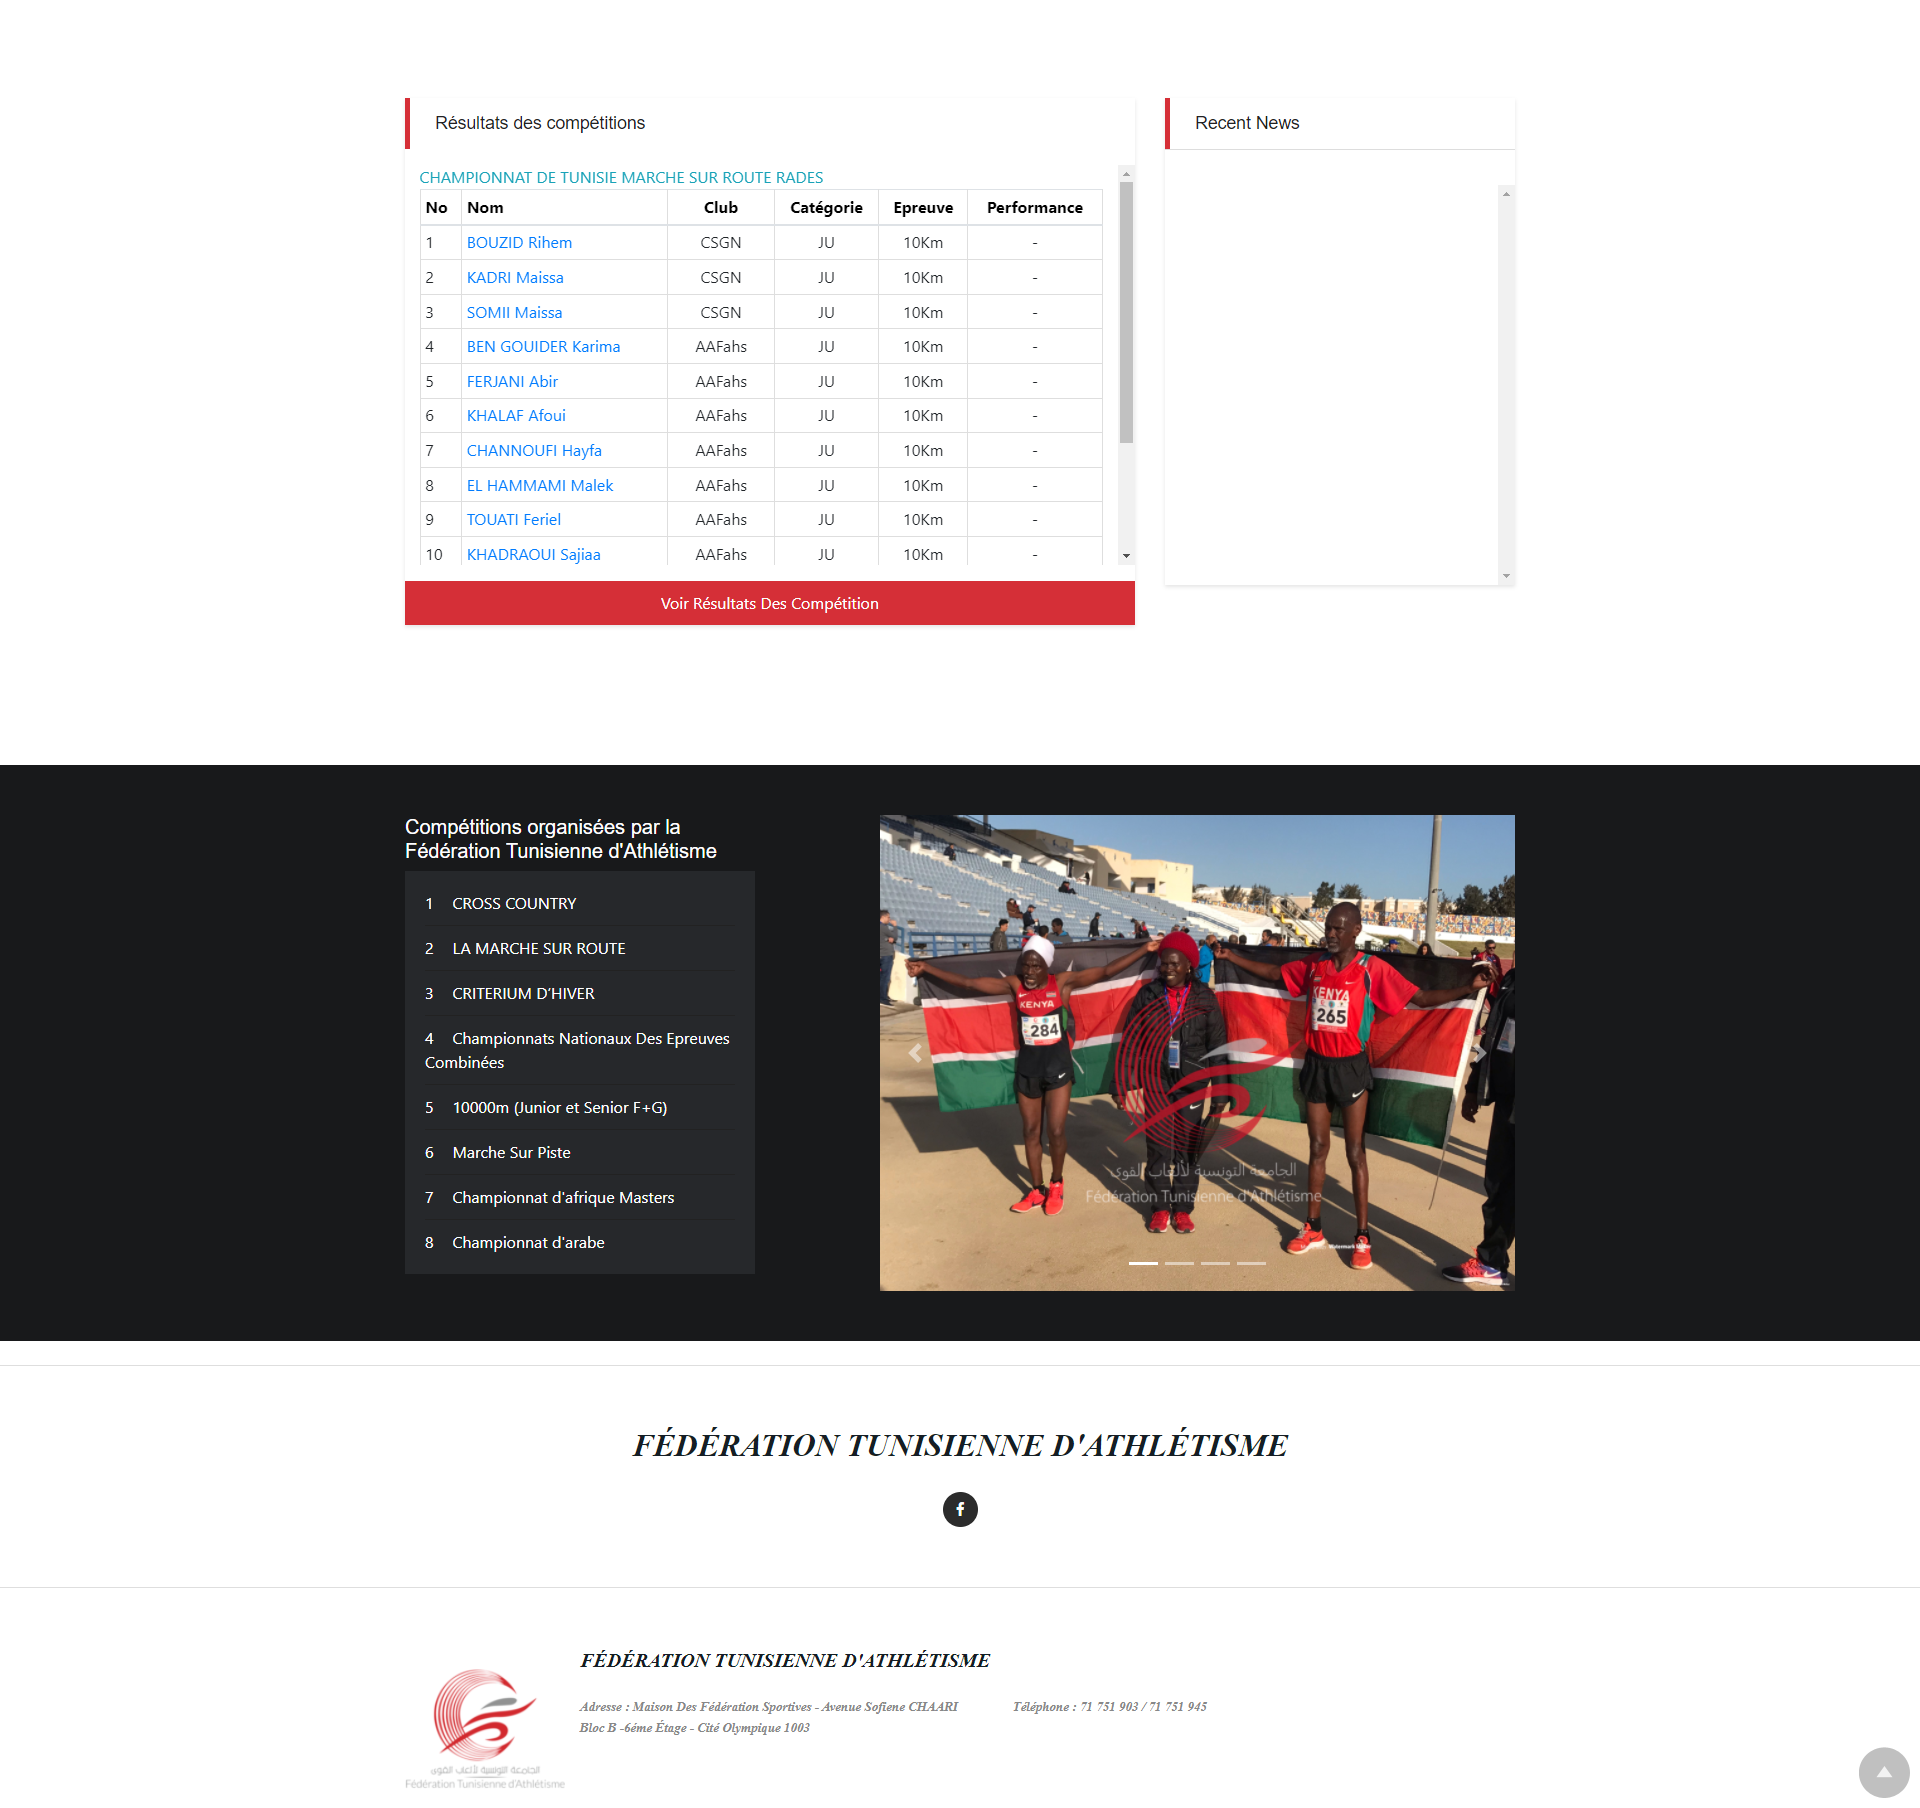 Résultats des compétitions
CHAMPIONNAT DE TUNISIE MARCHE SUR ROUTE RADES
No Nom Club Catégorie Epreuve Performance
1 BOUZID Rihem CSGN JU 10Km -
2 KADRI Maissa CSGN JU 10Km -
3 SOMII Maissa CSGN JU 10Km -
4 BEN GOUIDER Karima AAFahs JU 10Km -
5 FERJANI Abir AAFahs JU 10Km -
6 KHALAF Afoui AAFahs JU 10Km -
7 CHANNOUFI Hayfa AAFahs JU 10Km -
8 EL HAMMAMI Malek AAFahs JU 10Km -
9 TOUATI Feriel AAFahs JU 10Km -
10 KHADRAOUI Sajiaa AAFahs JU 10Km -
Voir Résultats Des Compétition
Recent News
Compétitions organisées par la
Fédération Tunisienne d'Athlétisme
1 CROSS COUNTRY
2 LA MARCHE SUR ROUTE
3 CRITERIUM D'HIVER
4 Championnats Nationaux Des Epreuves
Combinées
5 10000m (Junior et Senior F+G)
6 Marche Sur Piste
7 Championnat d'afrique Masters
8 Championnat d'arabe
KENYA
284
KENYA
265
الجامعة التونسية لألعاب القوى
Fédération Tunisienne d'Athlétisme
FÉDÉRATION TUNISIENNE D'ATHLÉTISME
FÉDÉRATION TUNISIENNE D'ATHLÉTISME
Adresse : Maison Des Fédération Sportives - Avenue Sofiene CHAARI
Bloc B -6éme Étage - Cité Olympique 1003
Téléphone : 71 751 903 / 71 751 945
الجامعة التونسية لألعاب القوى
Fédération Tunisienne d'Athlétisme